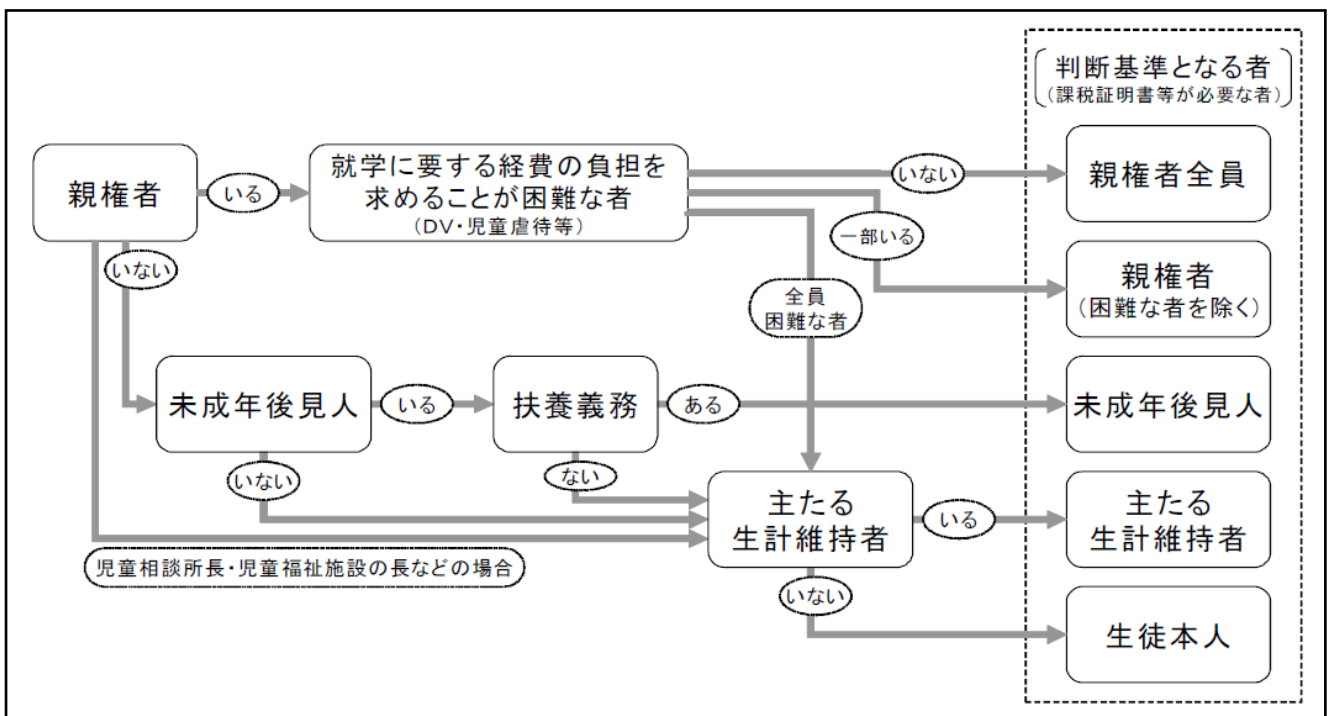 判断基準となる者
（課税証明書等が必要な者）
親権者
いる
就学に要する経費の負担を
求めることが困難な者
（DV・児童虐待等）
いない
親権者全員
いない
一部いる
親権者
（困難な者を除く）
全員
困難な者
未成年後見人
いる
扶養義務
ある
未成年後見人
いない
ない
主たる
生計維持者
いる
主たる
生計維持者
児童相談所長・児童福祉施設の長などの場合
いない
生徒本人